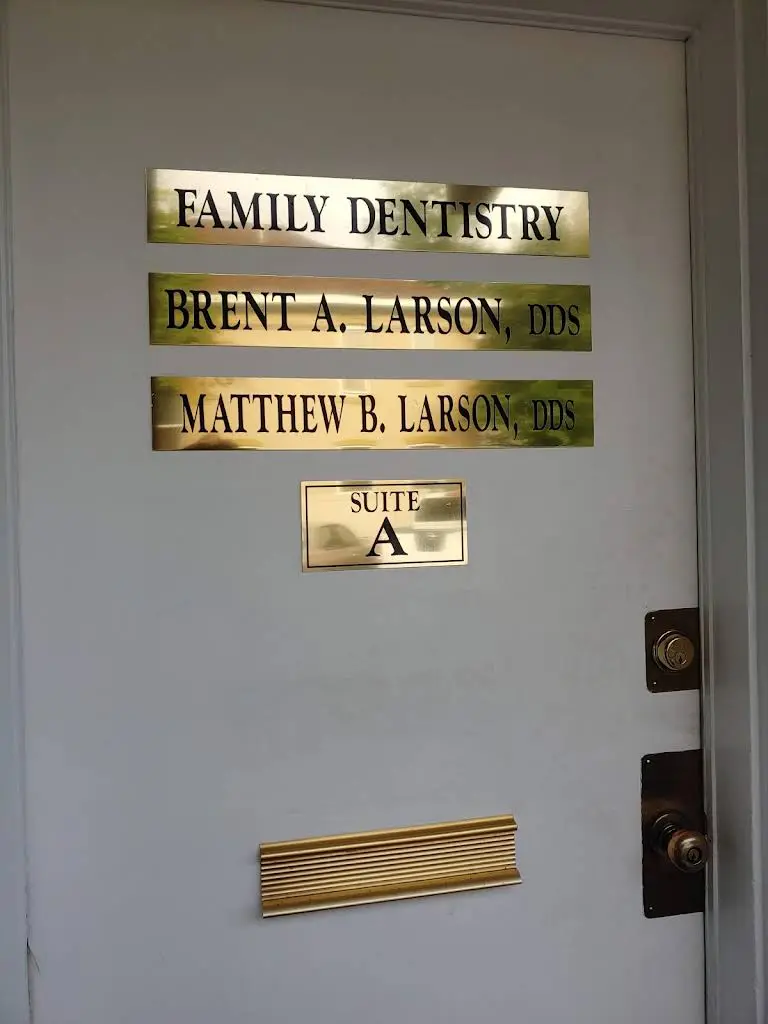 FAMILY DENTISTRY
BRENT A. LARSON, DDS
MATTHEW B. LARSON, DDS
SUITE
A